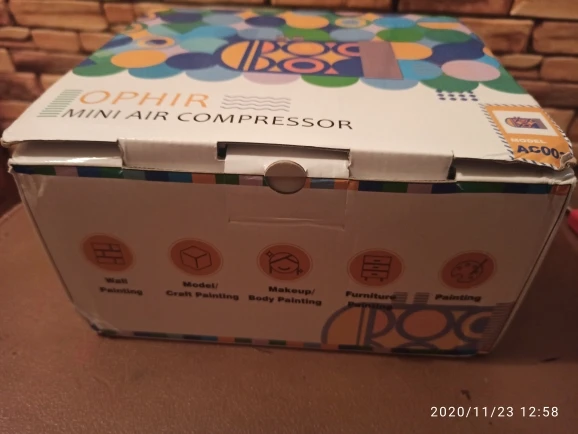 OPHIR
MINI AIR COMPRESSOR
MODEL
Wall
Painting
Model/
Craft Painting
Makeup/
Body Painting
Furniture
Painting
2020/11/23 12:58